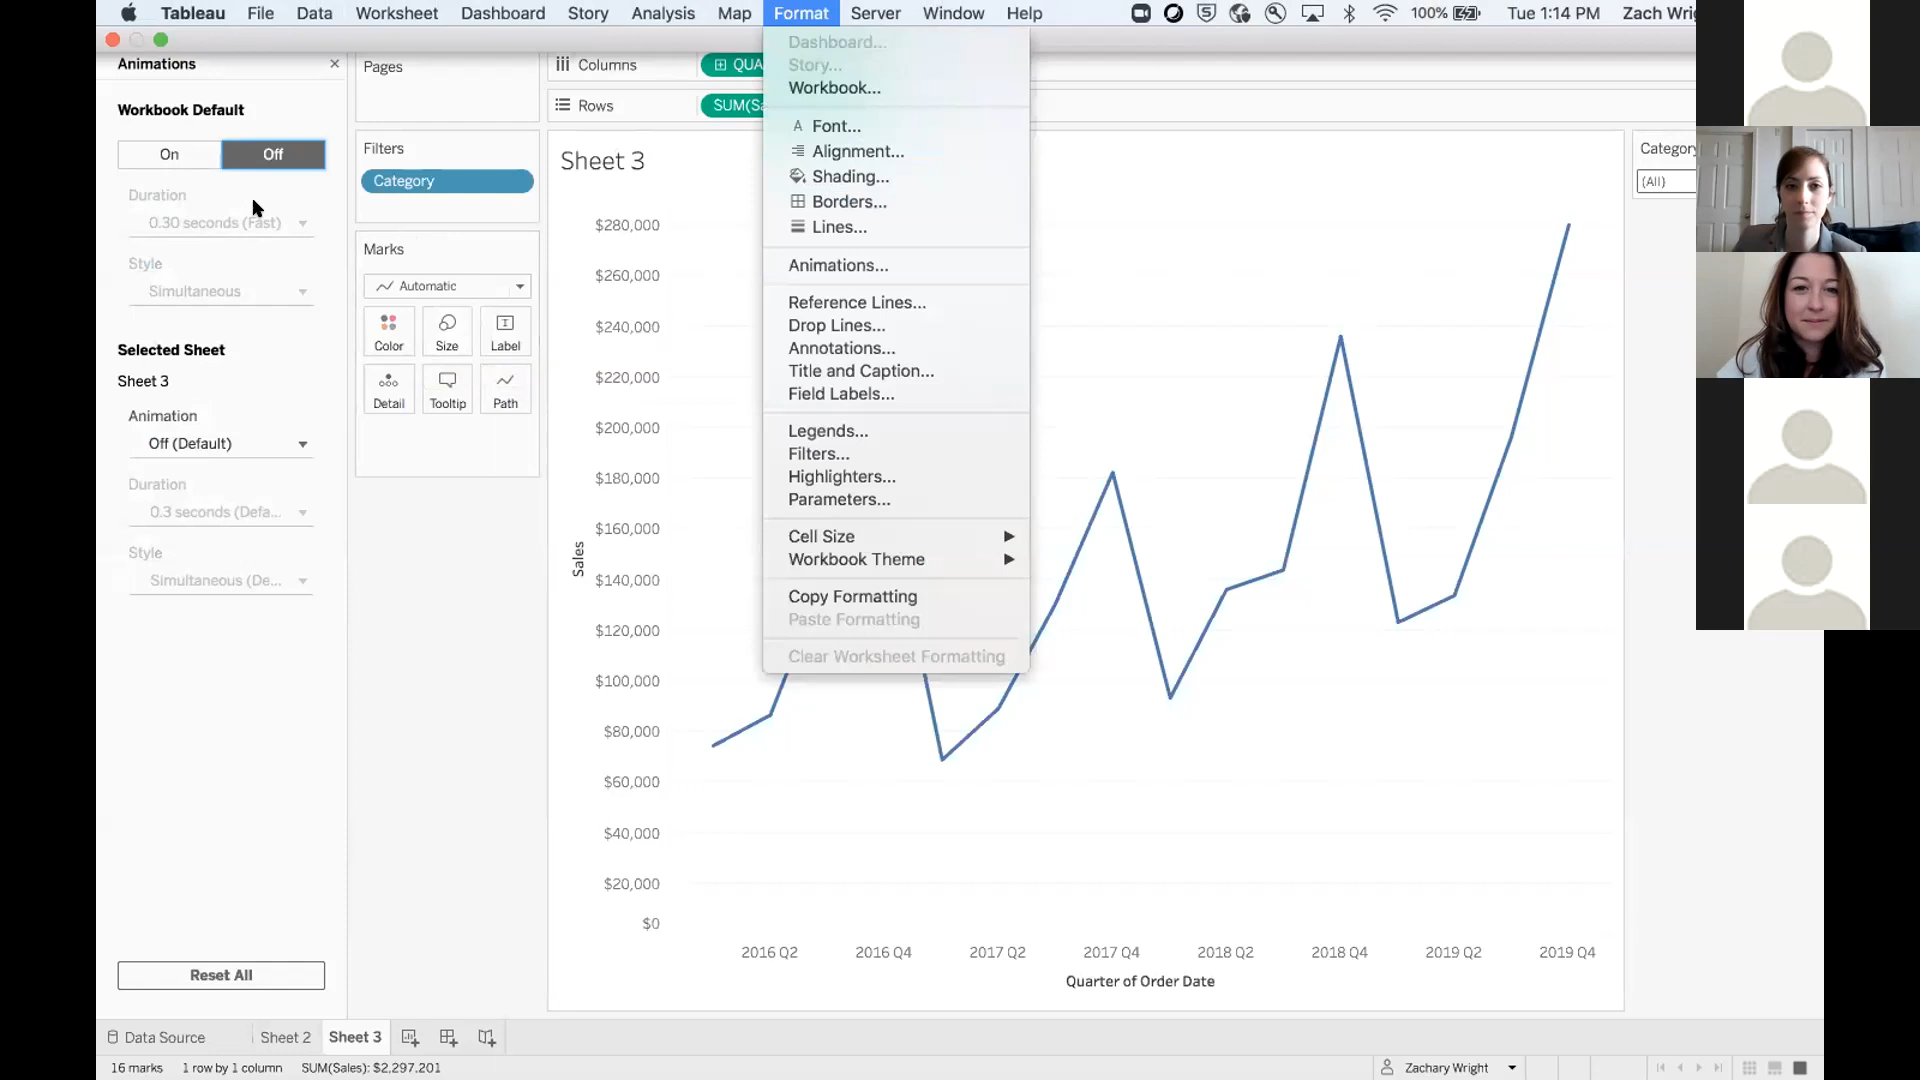 Tableau File Data Worksheet Dashboard Story Analysis Map Format Server Window Help 100% Tue 1:14 PM Zach Wri
Animations
Workbook Default
On Off
Duration
0.30 seconds (Fast)
Style
Simultaneous
Selected Sheet
Sheet 3
Animation
Off (Default)
Duration
0.3 seconds (Defa...
Style
Simultaneous (De...
Reset All
Pages
Filters
Category
Marks
Automatic
Color Size Label
Detail Tooltip Path
Columns QUA
Rows SUM(Sa
Dashboard...
Story...
Workbook...
Font...
Alignment...
Shading...
Borders...
Lines...
Animations...
Reference Lines...
Drop Lines...
Annotations...
Title and Caption...
Field Labels...
Legends...
Filters...
Highlighters...
Parameters...
Cell Size
Workbook Theme
Copy Formatting
Paste Formatting
Clear Worksheet Formatting
Sheet 3
$280,000
$260,000
$240,000
$220,000
$200,000
$180,000
$160,000
$140,000
$120,000
$100,000
$80,000
$60,000
$40,000
$20,000
$0
Sales
2016 Q2 2016 Q4 2017 Q2 2017 Q4 2018 Q2 2018 Q4 2019 Q2 2019 Q4
Quarter of Order Date
Category
(All)
Data Source Sheet 2 Sheet 3
16 marks 1 row by 1 column SUM(Sales): $2,297,201 Zachary Wright